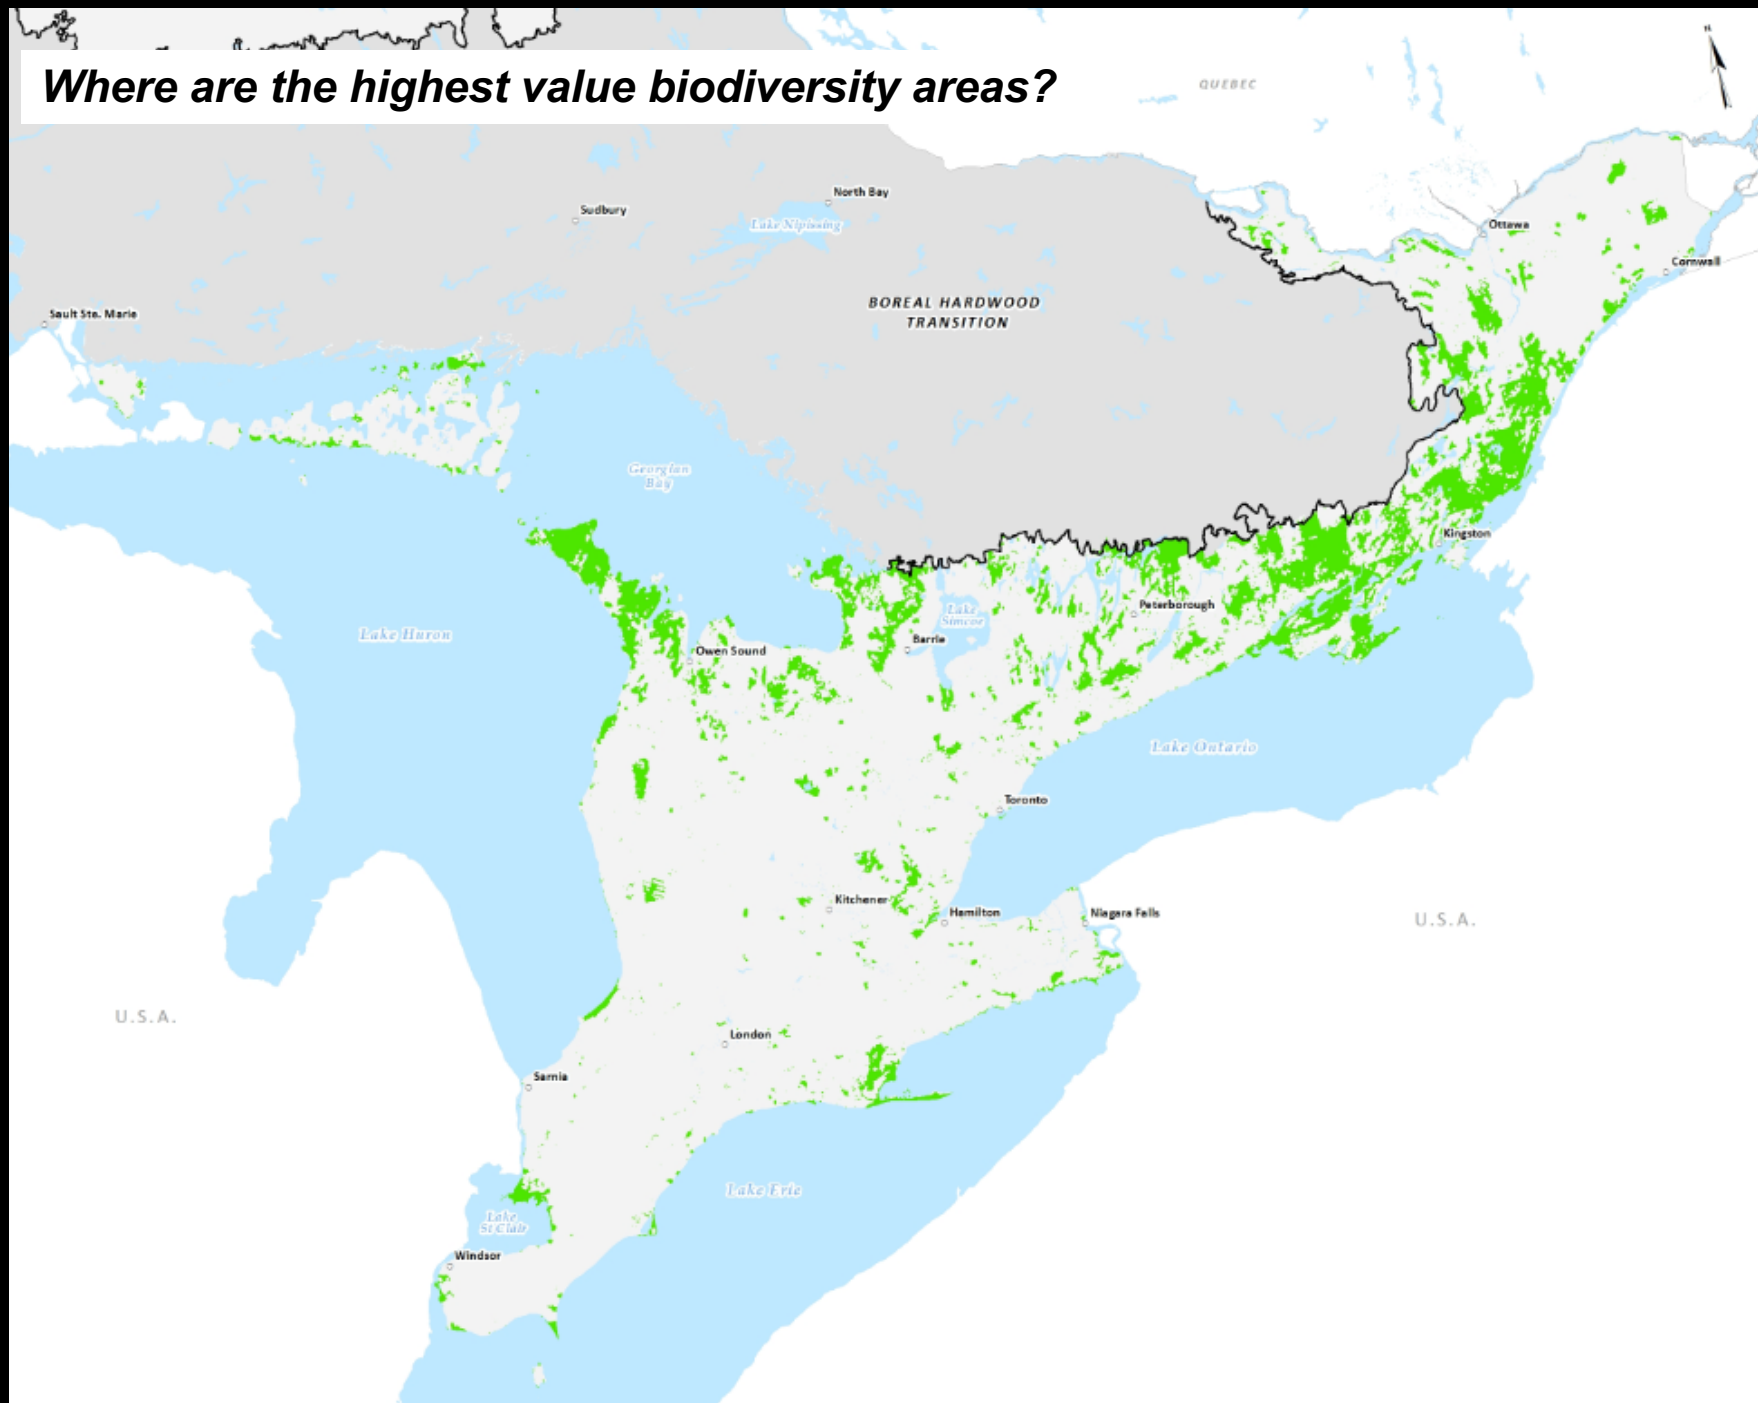 Where are the highest value biodiversity areas?
N
QUEBEC
North Bay
Sudbury
Lake Nipissing
Ottawa
Cornwall
BOREAL HARDWOOD
TRANSITION
Sault Ste. Marie
Georgian
Bay
Kingston
Peterborough
Lake
Simcoe
Lake Huron
Barrie
Owen Sound
Lake Ontario
Toronto
Kitchener
Hamilton
Niagara Falls
U.S.A.
U.S.A.
London
Sarnia
Lake Erie
Lake
St Clair
Windsor